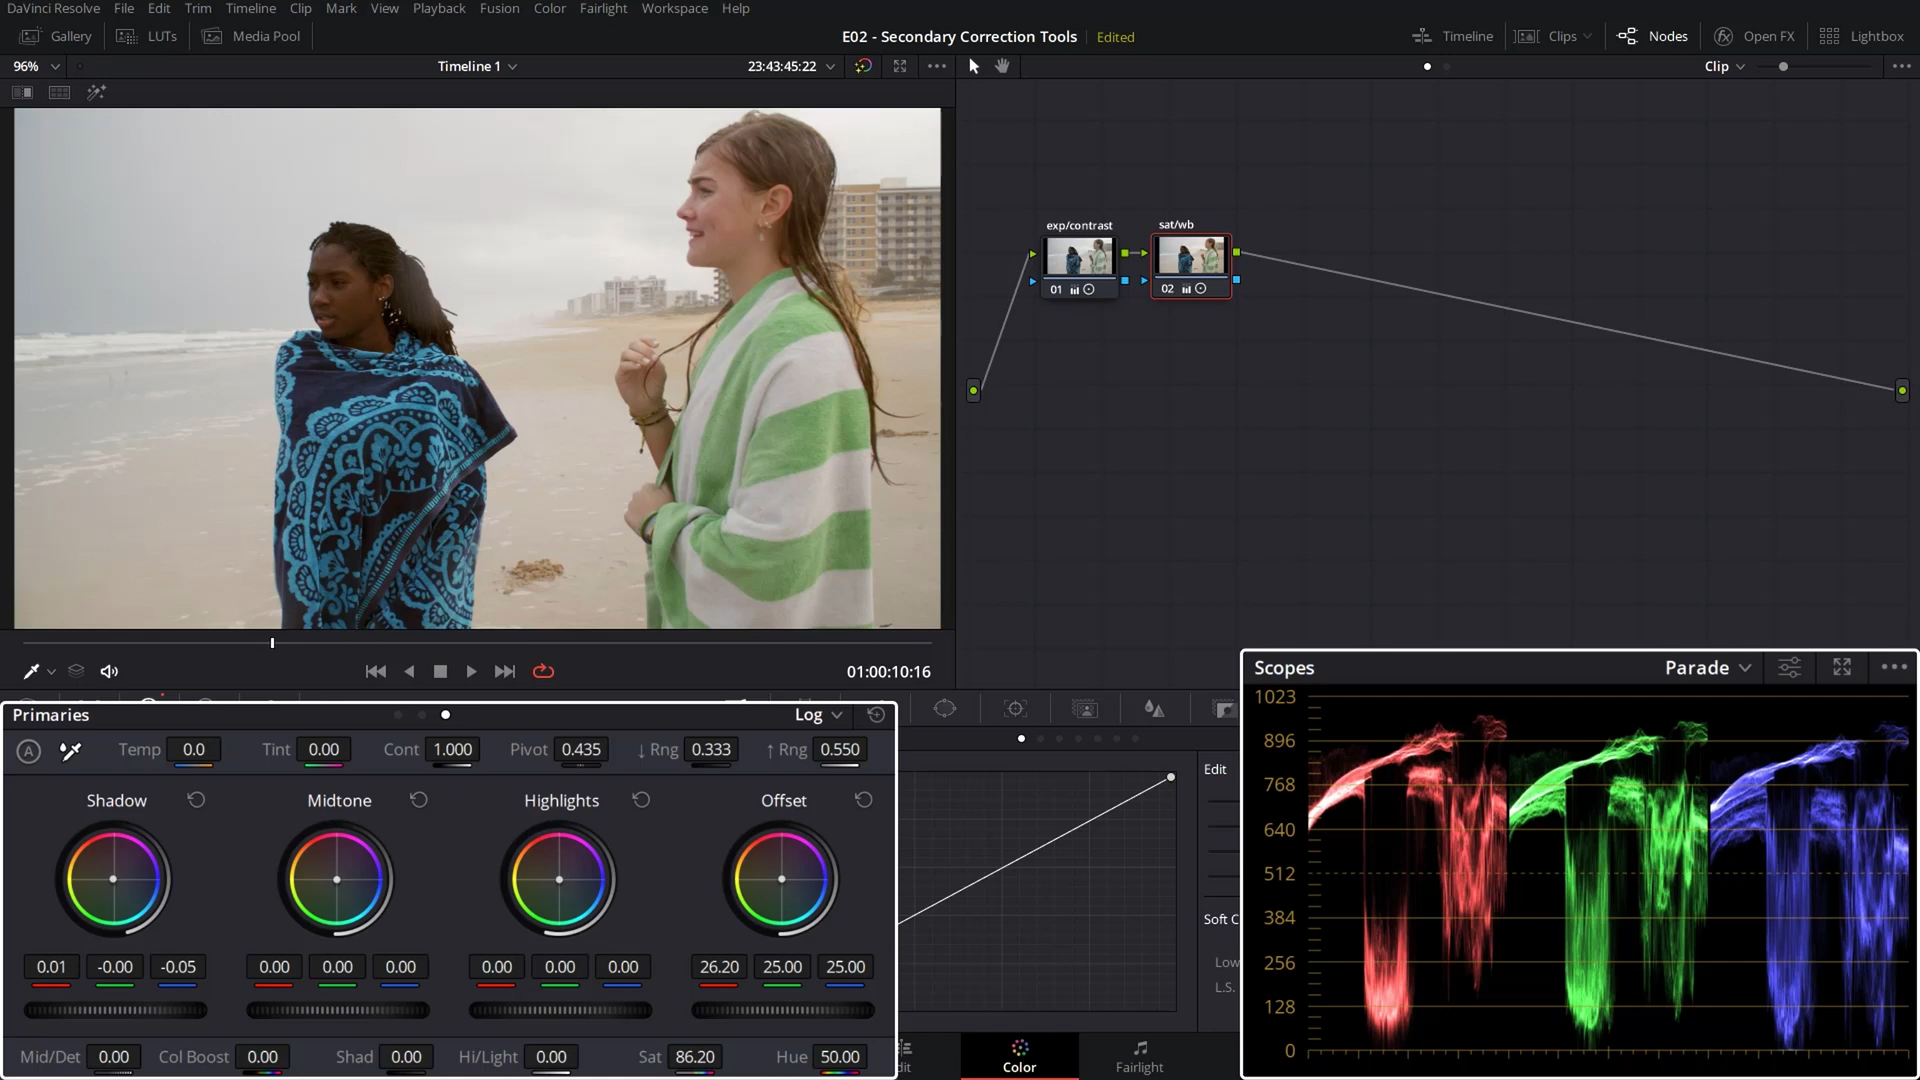 DaVinci Resolve File Edit Trim Timeline Clip Mark View Playback Fusion Color Fairlight Workspace Help
Gallery LUTs Media Pool E02 - Secondary Correction Tools Edited Timeline Clips Nodes Open FX Lightbox
96% Timeline 1 23:43:45:22 Clip
exp/contrast sat/wb
01 02
01:00:10:16
Primaries Log
A Temp 0.0 Tint 0.00 Cont 1.000 Pivot 0.435 ↓ Rng 0.333 ↑ Rng 0.550
Shadow Midtone Highlights Offset
0.01 -0.00 -0.05 0.00 0.00 0.00 0.00 0.00 0.00 26.20 25.00 25.00
Mid/Det 0.00 Col Boost 0.00 Shad 0.00 Hi/Light 0.00 Sat 86.20 Hue 50.00
Edit
Soft C
Low
L.S.
dit Color Fairlight
Scopes Parade
1023
896
768
640
512
384
256
128
0